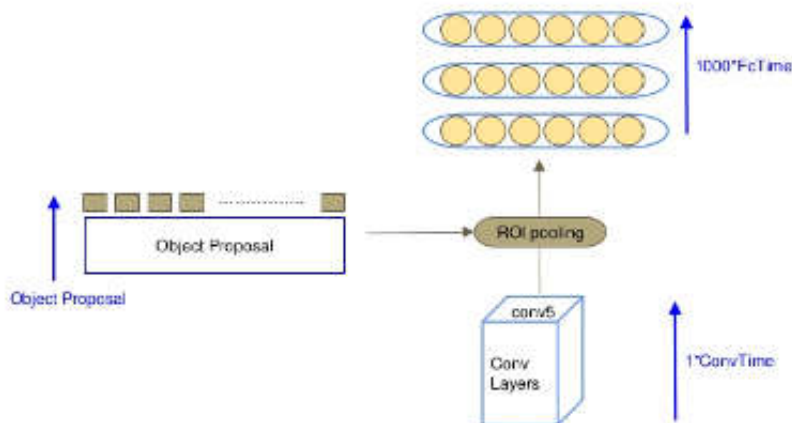 1000*FcTime
Object Proposal
ROI pooling
Object Proposal
conv5
Conv
Layers
1*ConvTime